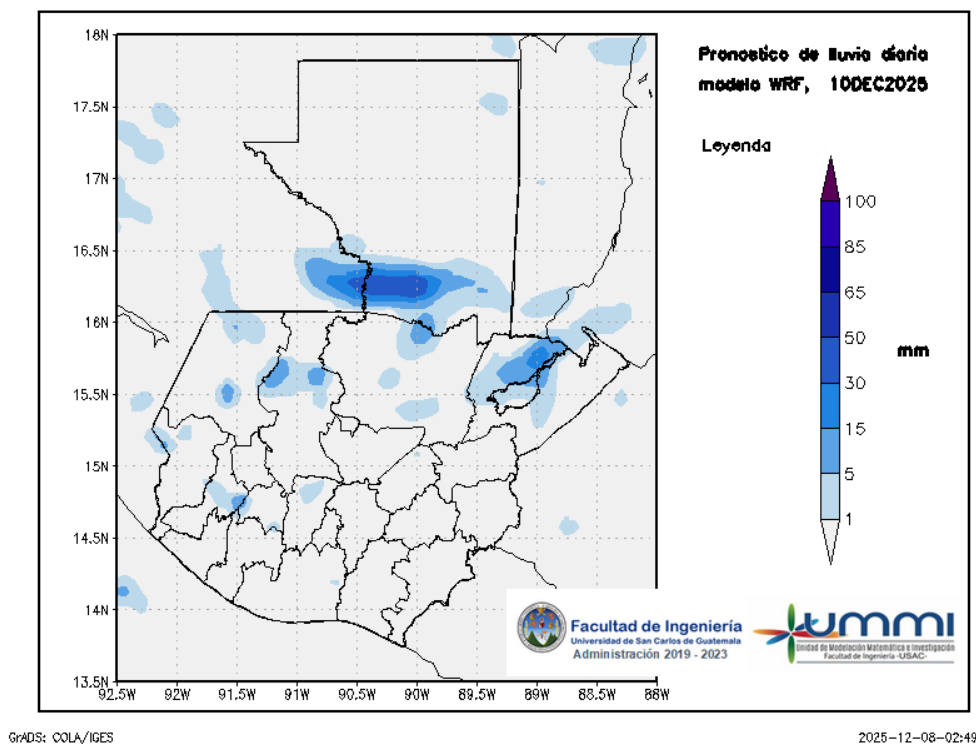 Pronostico de lluvia diaria
modelo WRF, 10DEC2025
Leyenda
100
85
65
50
30
15
5
1
mm
18N
17.5N
17N
16.5N
16N
15.5N
15N
14.5N
14N
13.5N
92.5W
92W
91.5W
91W
90.5W
90W
89.5W
89W
88.5W
88W
Facultad de Ingeniería
Universidad de San Carlos de Guatemala
Administración 2019 - 2023
ummi
Unidad de Modelación Matemática e Investigación
Facultad de Ingeniería -USAC-
GrADS: COLA/IGES
2025-12-08-02:49